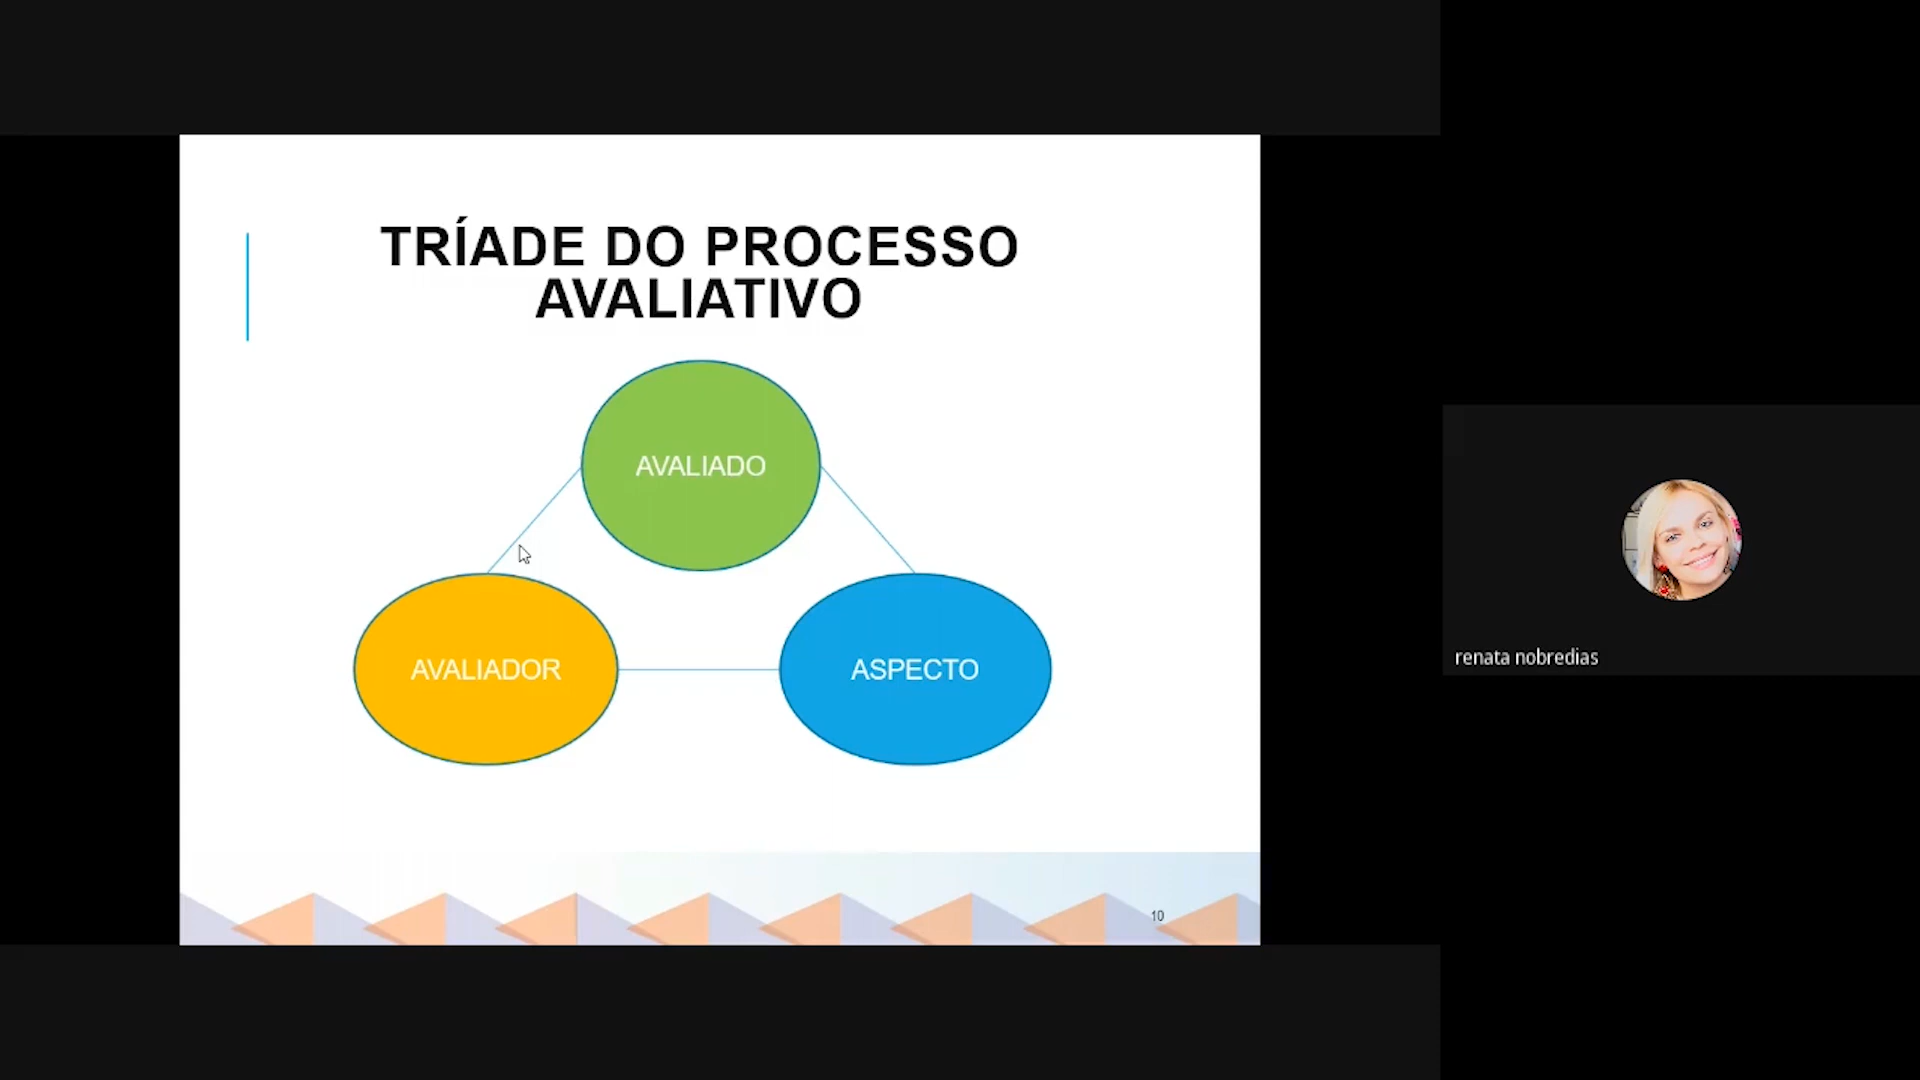 TRÍADE DO PROCESSO
AVALIATIVO
AVALIADO
AVALIADOR
ASPECTO
10
renata nobredias